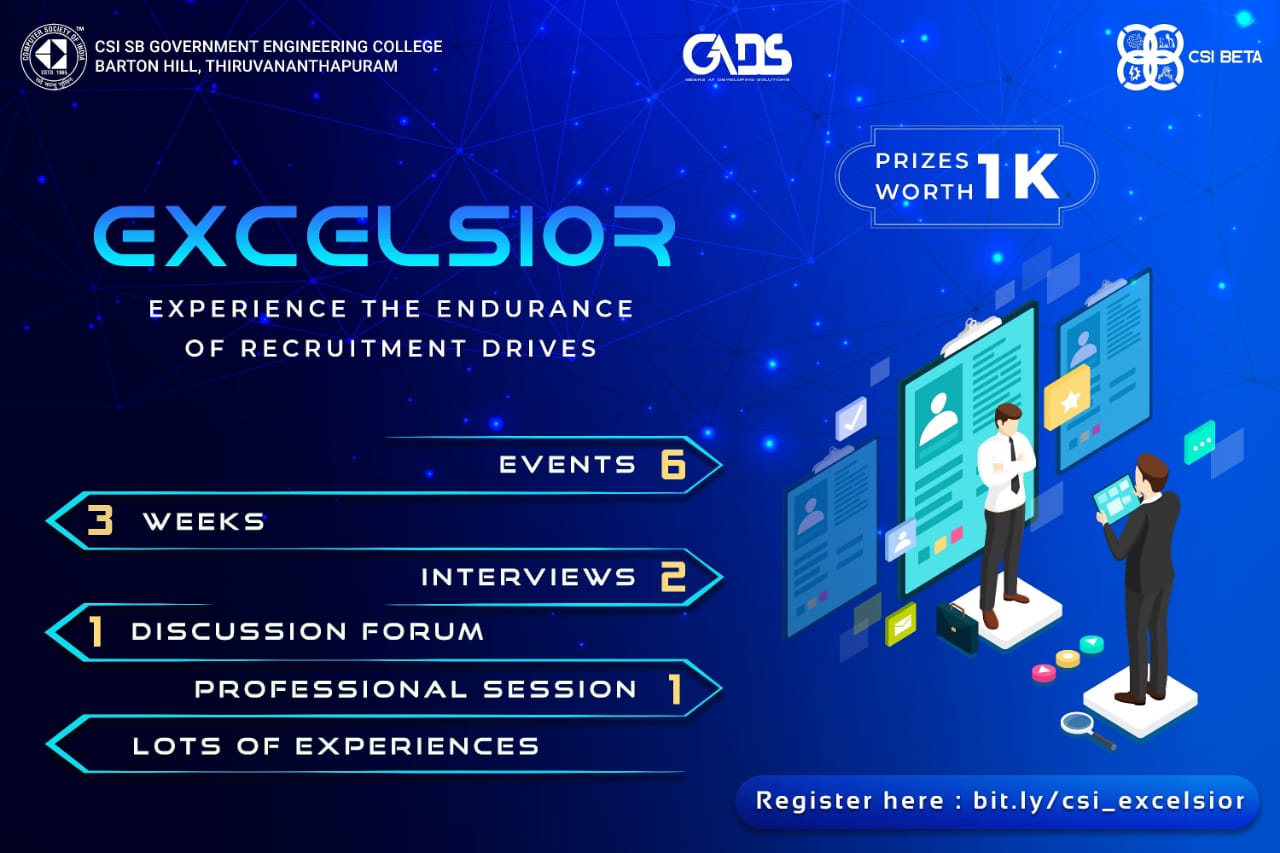 COMPUTER SOCIETY OF INDIA
TM
ESTD. 1965
CSI SB GOVERNMENT ENGINEERING COLLEGE
BARTON HILL, THIRUVANANTHAPURAM
GADS
GEEKS AT DEVELOPING SOLUTIONS
CSI BETA
PRIZES
WORTH 1K
EXCELSIOR
EXPERIENCE THE ENDURANCE
OF RECRUITMENT DRIVES
EVENTS 6
3 WEEKS
INTERVIEWS 2
1 DISCUSSION FORUM
PROFESSIONAL SESSION 1
LOTS OF EXPERIENCES
Register here : bit.ly/csi_excelsior